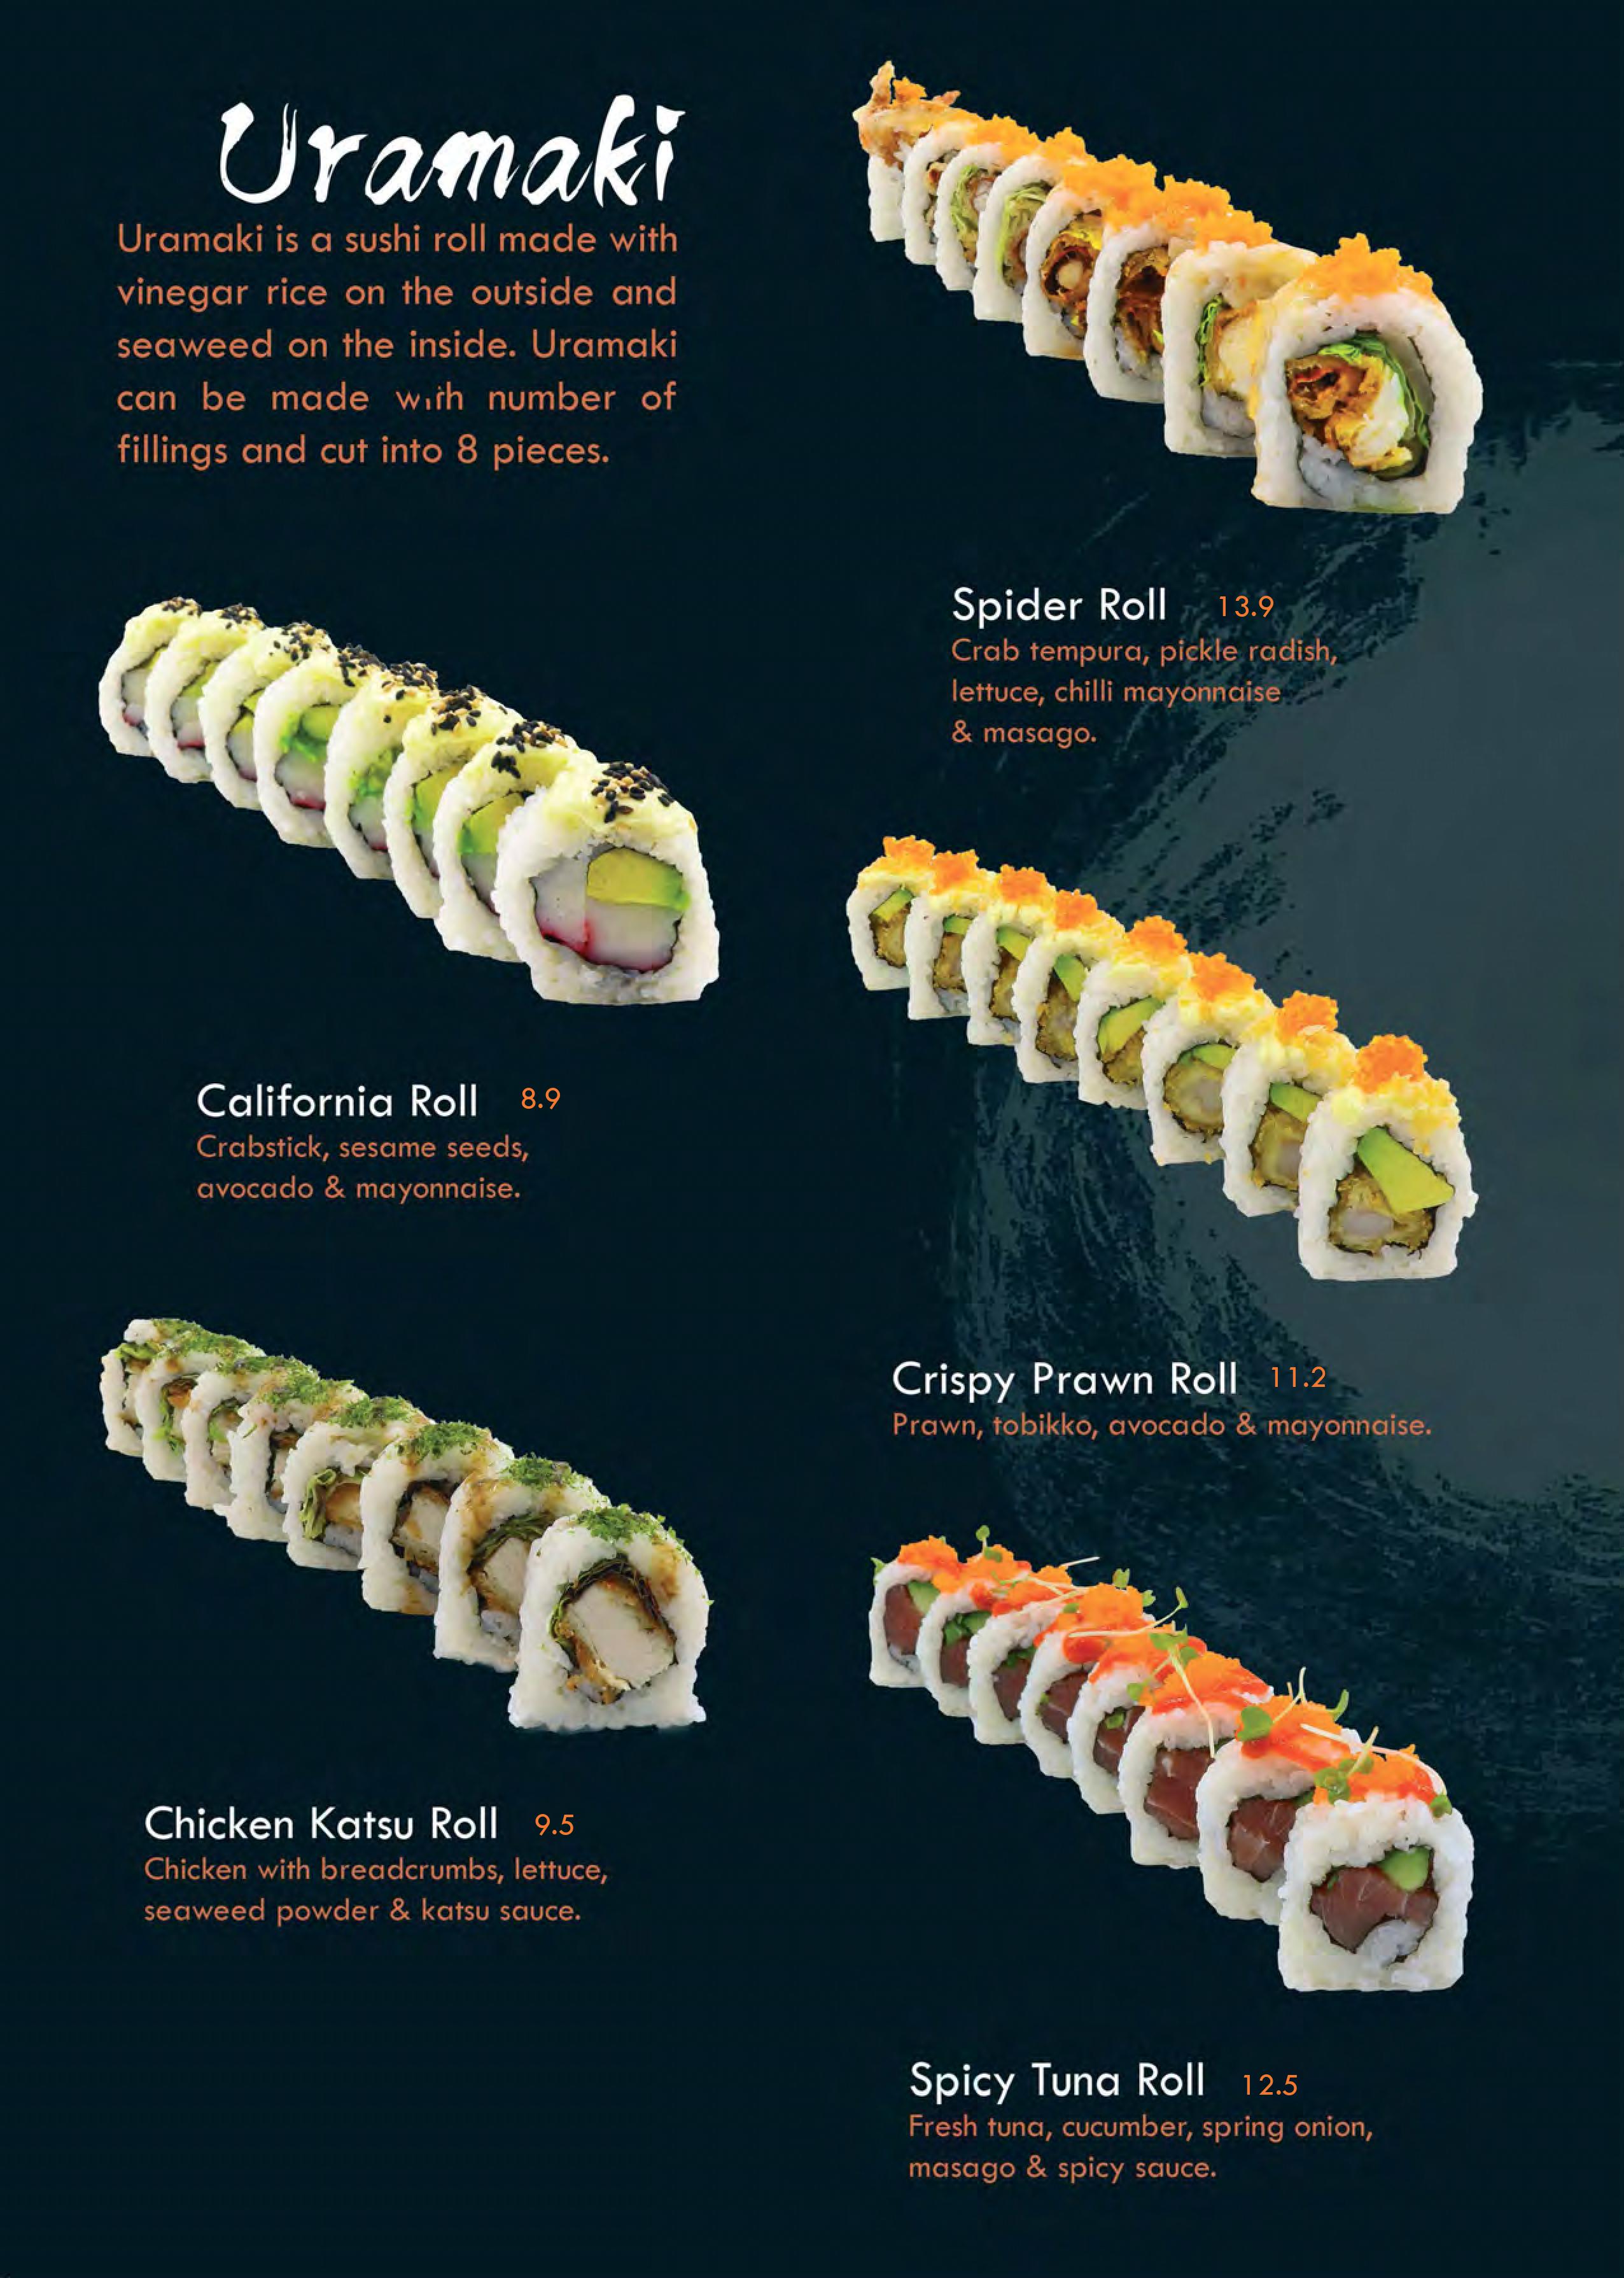 Uramaki
Uramaki is a sushi roll made with
vinegar rice on the outside and
seaweed on the inside. Uramaki
can be made with number of
fillings and cut into 8 pieces.
Spider Roll 13.9
Crab tempura, pickle radish,
lettuce, chilli mayonnaise
& masago.
California Roll 8.9
Crabstick, sesame seeds,
avocado & mayonnaise.
Crispy Prawn Roll 11.2
Prawn, tobikko, avocado & mayonnaise.
Chicken Katsu Roll 9.5
Chicken with breadcrumbs, lettuce,
seaweed powder & katsu sauce.
Spicy Tuna Roll 12.5
Fresh tuna, cucumber, spring onion,
masago & spicy sauce.